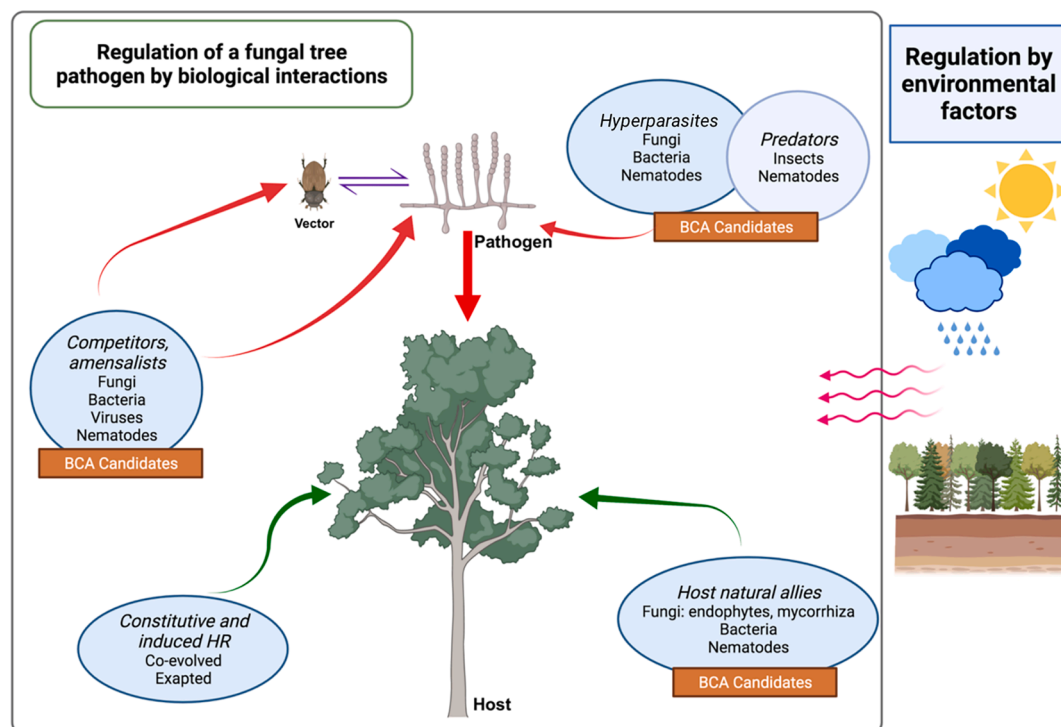 Regulation of a fungal tree
pathogen by biological interactions
Regulation by
environmental
factors
Hyperparasites
Fungi
Bacteria
Nematodes
Predators
Insects
Nematodes
BCA Candidates
Vector
Pathogen
Competitors,
amensalists
Fungi
Bacteria
Viruses
Nematodes
BCA Candidates
Constitutive and
induced HR
Co-evolved
Exapted
Host natural allies
Fungi: endophytes, mycorrhiza
Bacteria
Nematodes
BCA Candidates
Host